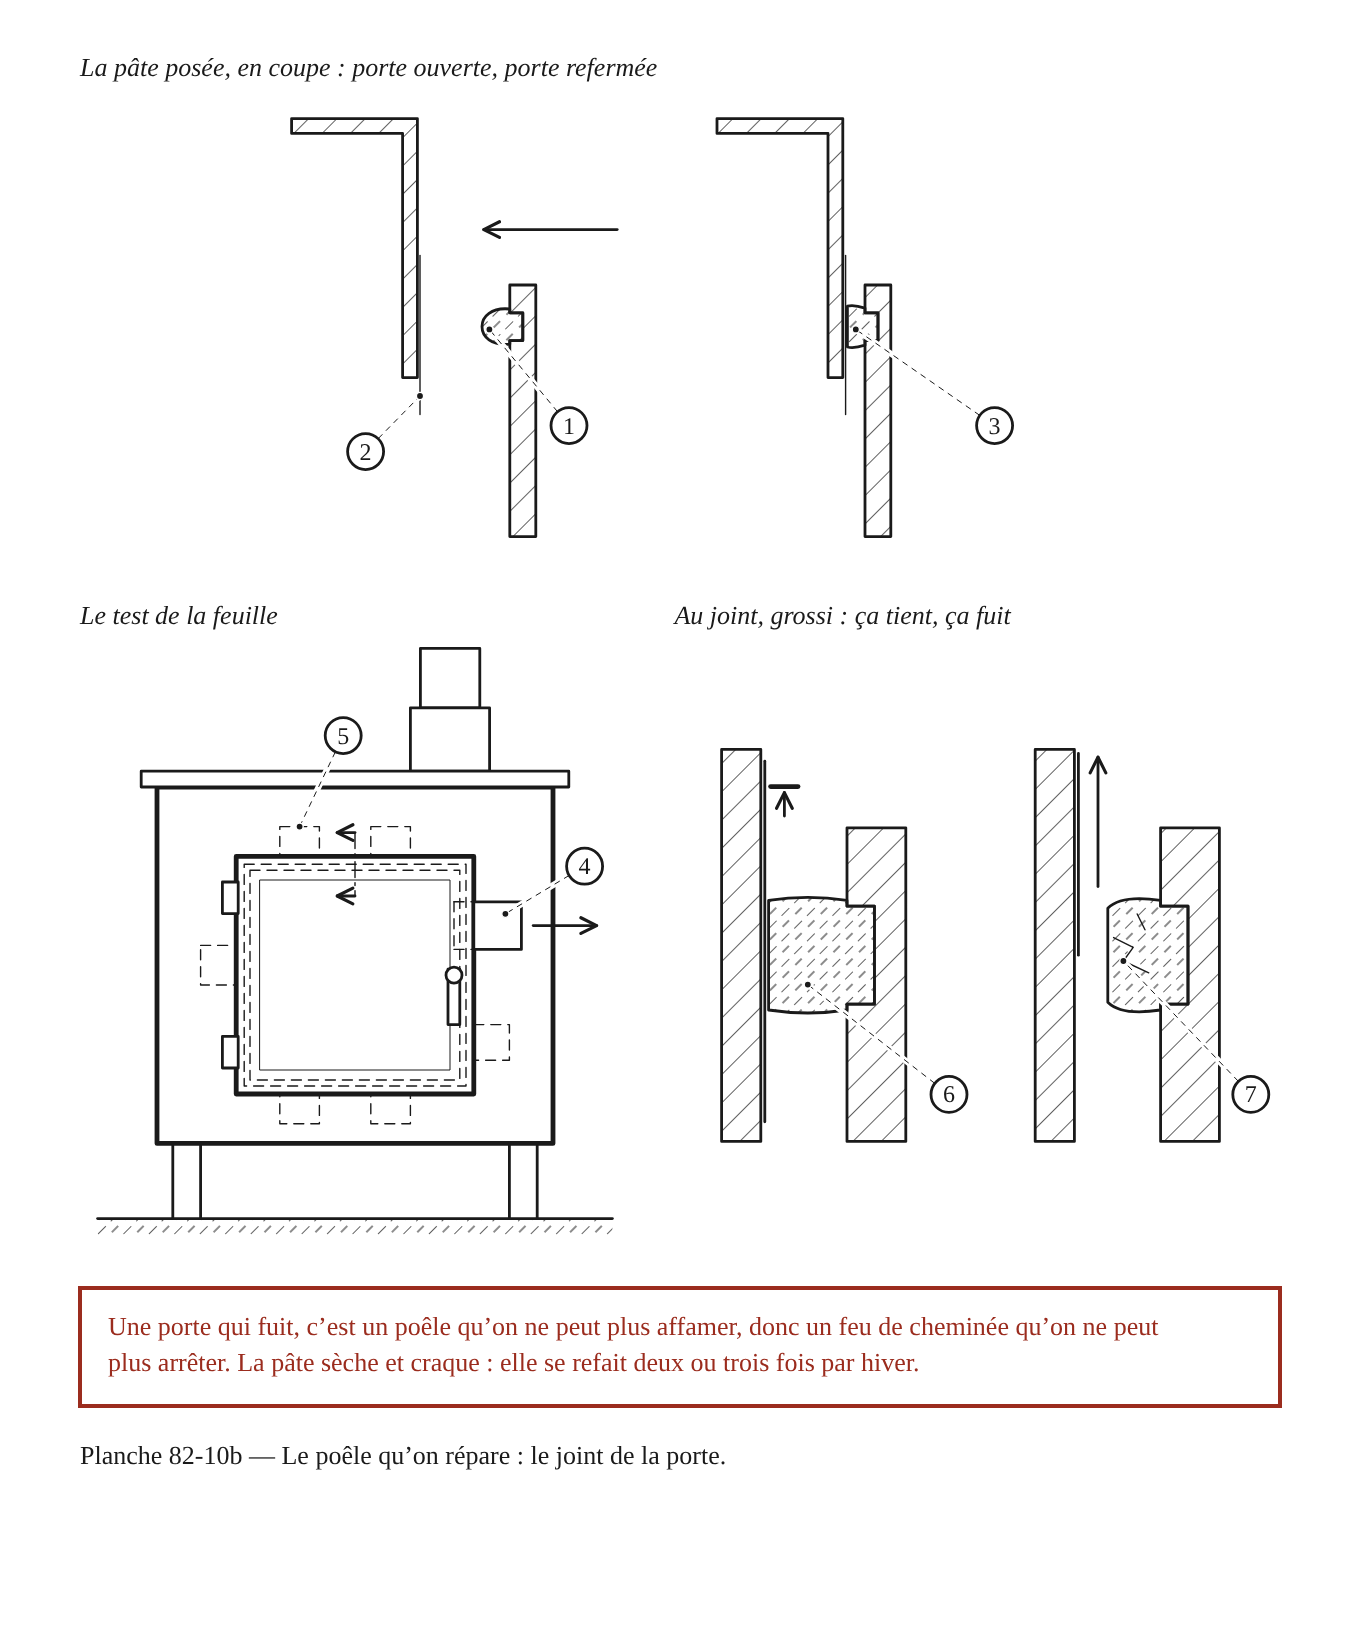 La pâte posée, en coupe : porte ouverte, porte refermée
1
2
3
Le test de la feuille
Au joint, grossi : ça tient, ça fuit
5
4
6
7
Une porte qui fuit, c’est un poêle qu’on ne peut plus affamer, donc un feu de cheminée qu’on ne peut
plus arrêter. La pâte sèche et craque : elle se refait deux ou trois fois par hiver.
Planche 82-10b — Le poêle qu’on répare : le joint de la porte.